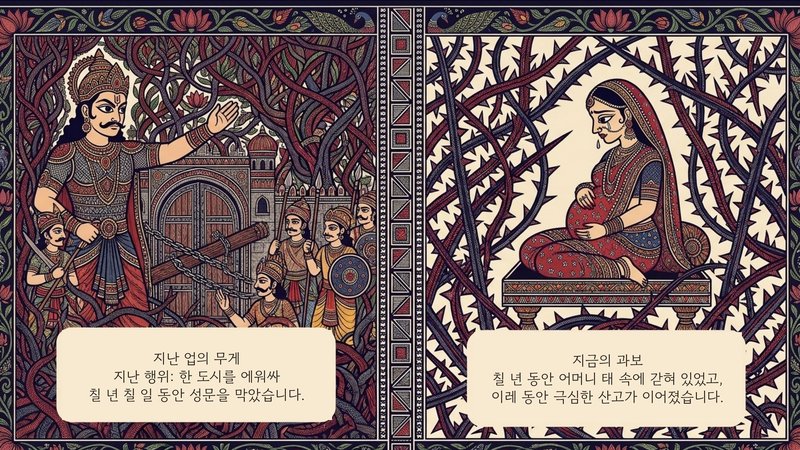 지난 업의 무게
지난 행위: 한 도시를 에워싸
칠 년 칠 일 동안 성문을 막았습니다.
지금의 과보
칠 년 동안 어머니 태 속에 갇혀 있었고,
이레 동안 극심한 산고가 이어졌습니다.